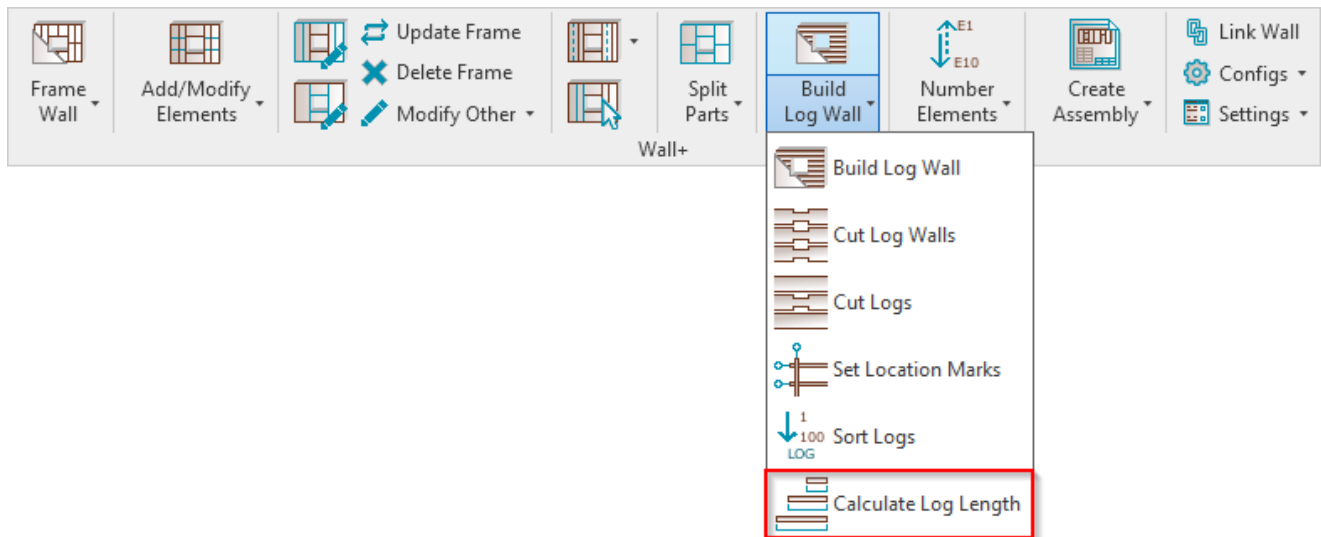 Frame
Wall
Add/Modify
Elements
Update Frame
Delete Frame
Modify Other
Split
Parts
Build
Log Wall
E1
E10
Number
Elements
Create
Assembly
Link Wall
Configs
Settings
Wall+
Build Log Wall
Cut Log Walls
Cut Logs
Set Location Marks
1
100
LOG
Sort Logs
Calculate Log Length